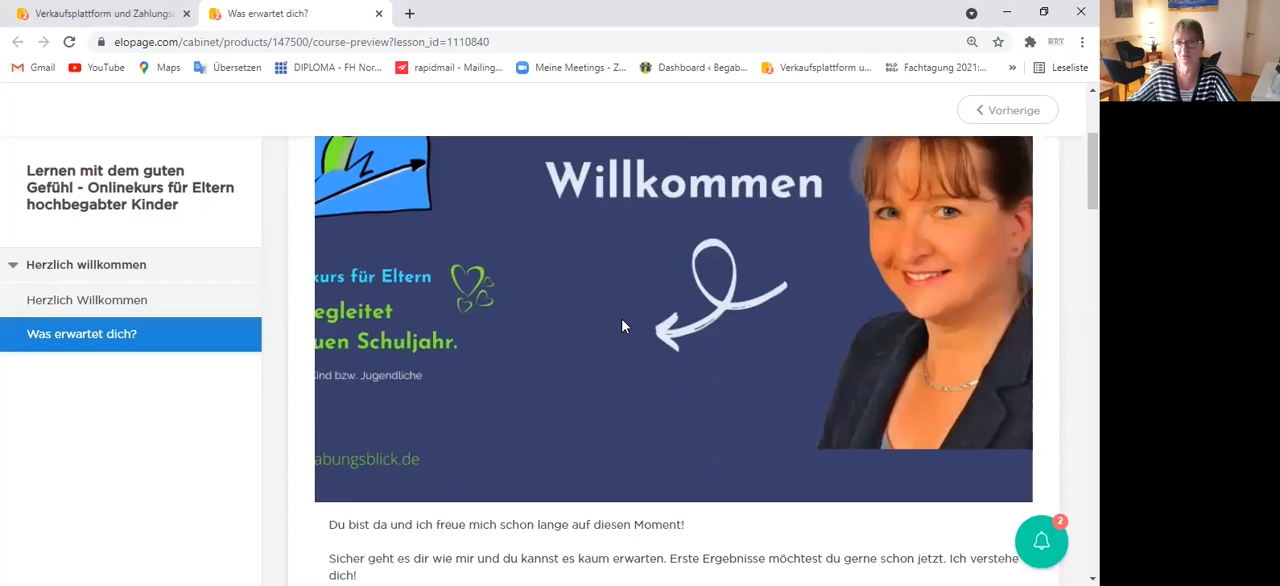 Verkaufsplattform und Zahlungs
Was erwartet dich?
elopage.com/cabinet/products/147500/course-preview?lesson_id=1110840
Gmail
YouTube
Maps
Übersetzen
DIPLOMA - FH Nor...
rapidmail - Mailing...
Meine Meetings - Z...
Dashboard ‹ Begab...
Verkaufsplattform u...
Fachtagung 2021:...
Leseliste
Vorherige
Lernen mit dem guten
Gefühl - Onlinekurs für Eltern
hochbegabter Kinder
Herzlich willkommen
Herzlich Willkommen
Was erwartet dich?
Willkommen
kurs für Eltern
egleitet
uen Schuljahr.
Kind bzw. Jugendliche
abungsblick.de
Du bist da und ich freue mich schon lange auf diesen Moment!
Sicher geht es dir wie mir und du kannst es kaum erwarten. Erste Ergebnisse möchtest du gerne schon jetzt. Ich verstehe
dich!
2